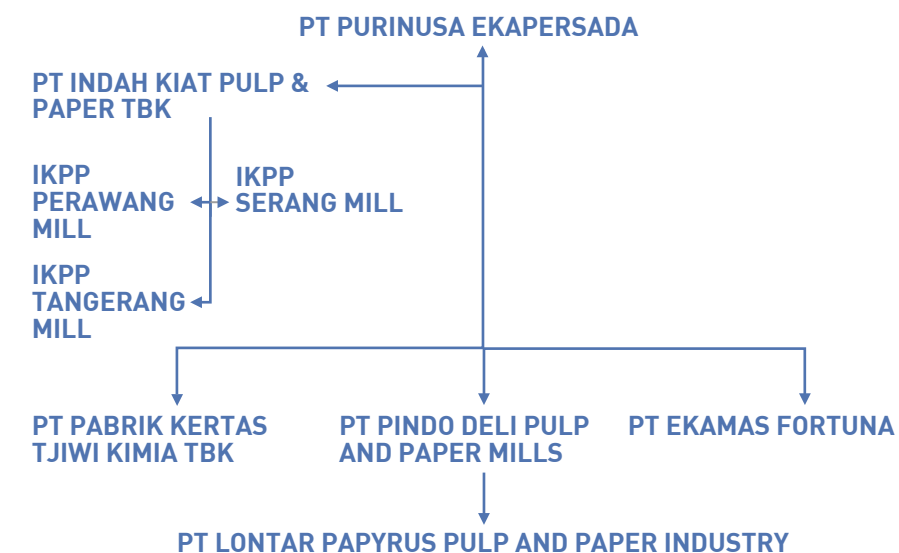 PT PURINUSA EKAPERSADA
PT INDAH KIAT PULP &
PAPER TBK
IKPP
PERAWANG
MILL
IKPP
SERANG MILL
IKPP
TANGERANG
MILL
PT PABRIK KERTAS
TJIWI KIMIA TBK
PT PINDO DELI PULP
AND PAPER MILLS
PT EKAMAS FORTUNA
PT LONTAR PAPYRUS PULP AND PAPER INDUSTRY